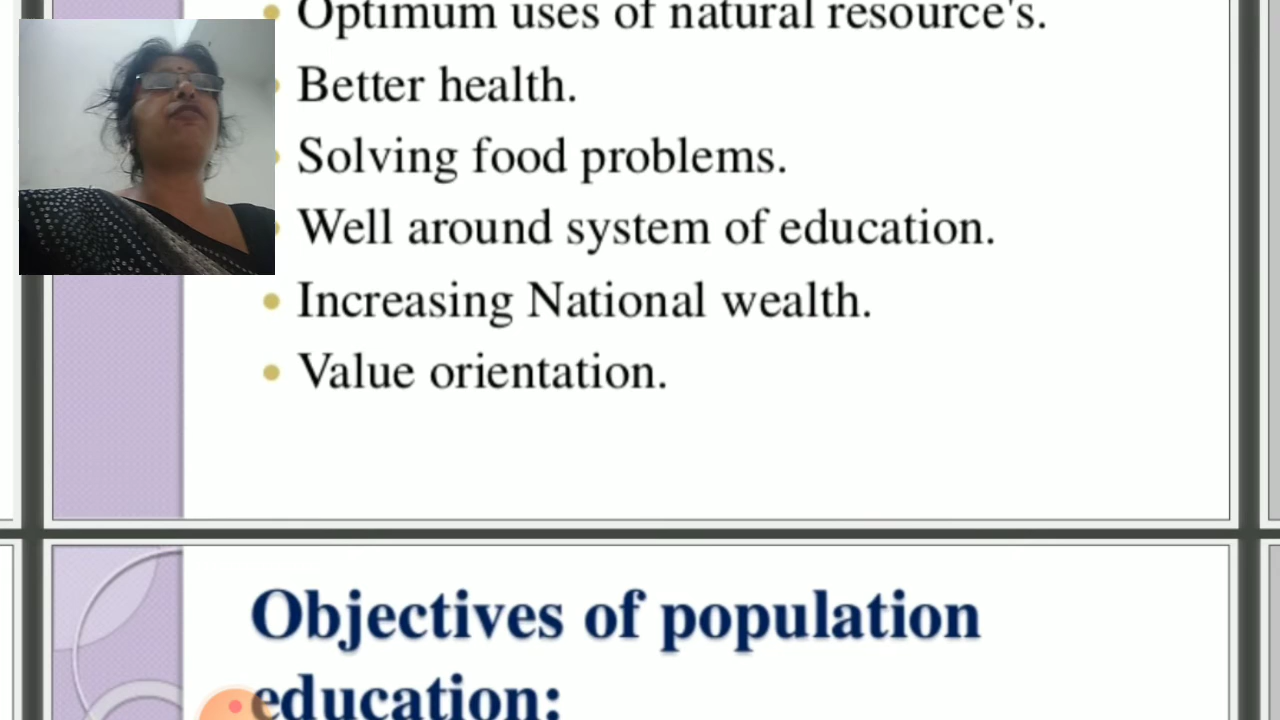 Optimum uses of natural resource's.
Better health.
Solving food problems.
Well around system of education.
Increasing National wealth.
Value orientation.
Objectives of population
education: